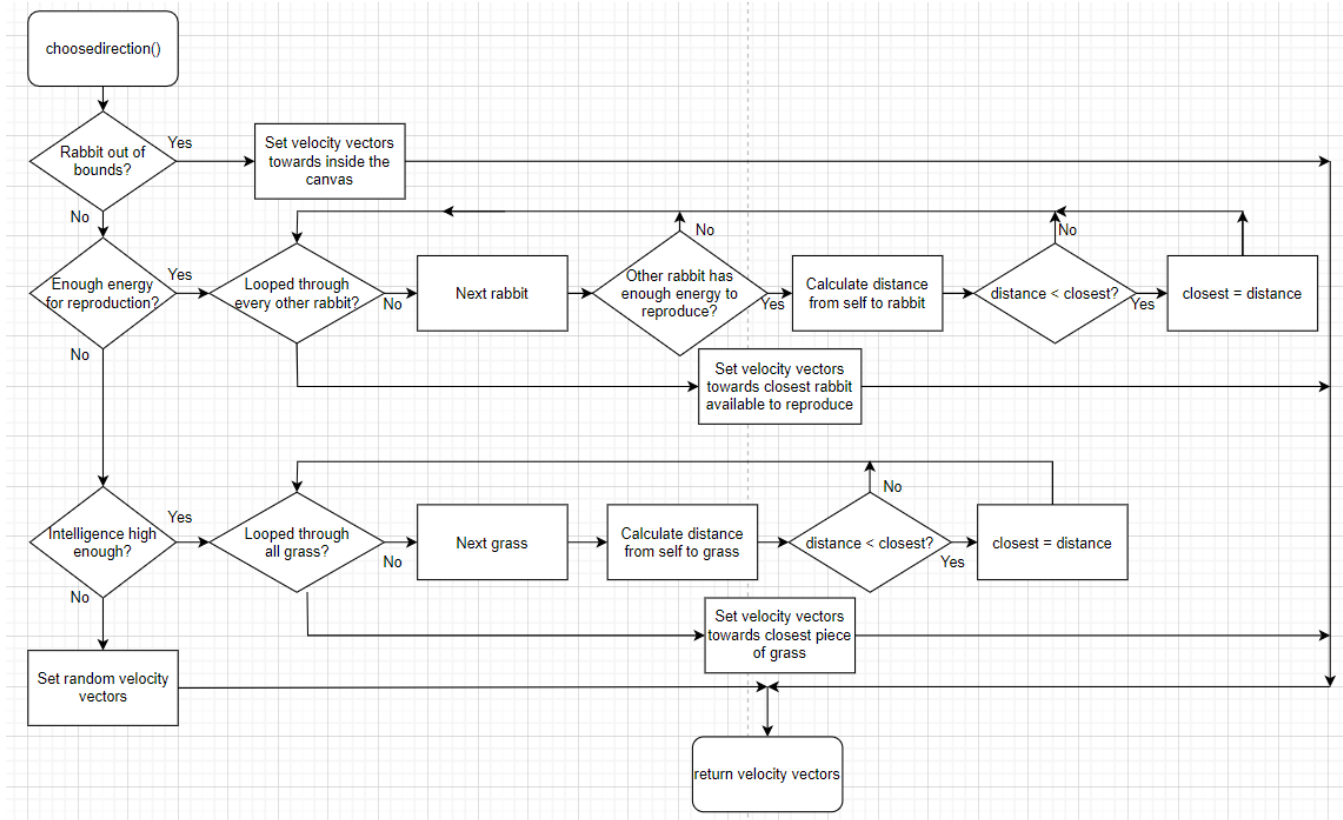 choosedirection()
Rabbit out of
bounds?
Yes
No
Set velocity vectors
towards inside the
canvas
Enough energy
for reproduction?
Yes
No
Looped through
every other rabbit?
No
Next rabbit
Other rabbit has
enough energy to
reproduce?
No
Yes
Calculate distance
from self to rabbit
distance < closest?
No
Yes
closest = distance
Set velocity vectors
towards closest rabbit
available to reproduce
Intelligence high
enough?
Yes
No
Looped through
all grass?
No
Next grass
Calculate distance
from self to grass
distance < closest?
No
Yes
closest = distance
Set velocity vectors
towards closest piece
of grass
Set random velocity
vectors
return velocity vectors